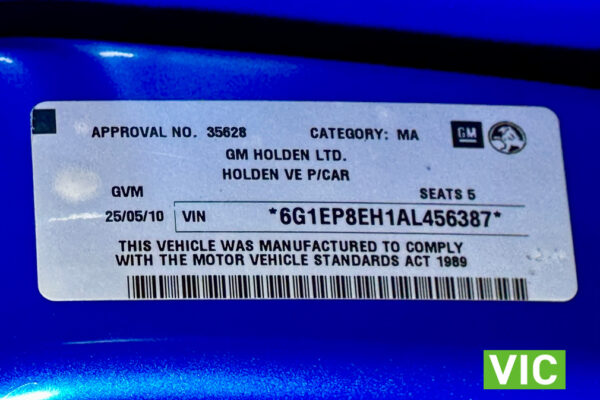 APPROVAL NO. 35628 CATEGORY: MA GM
GM HOLDEN LTD.
HOLDEN VE P/CAR
GVM SEATS 5
25/05/10 VIN *6G1EP8EH1AL456387*
THIS VEHICLE WAS MANUFACTURED TO COMPLY
WITH THE MOTOR VEHICLE STANDARDS ACT 1989
VIC